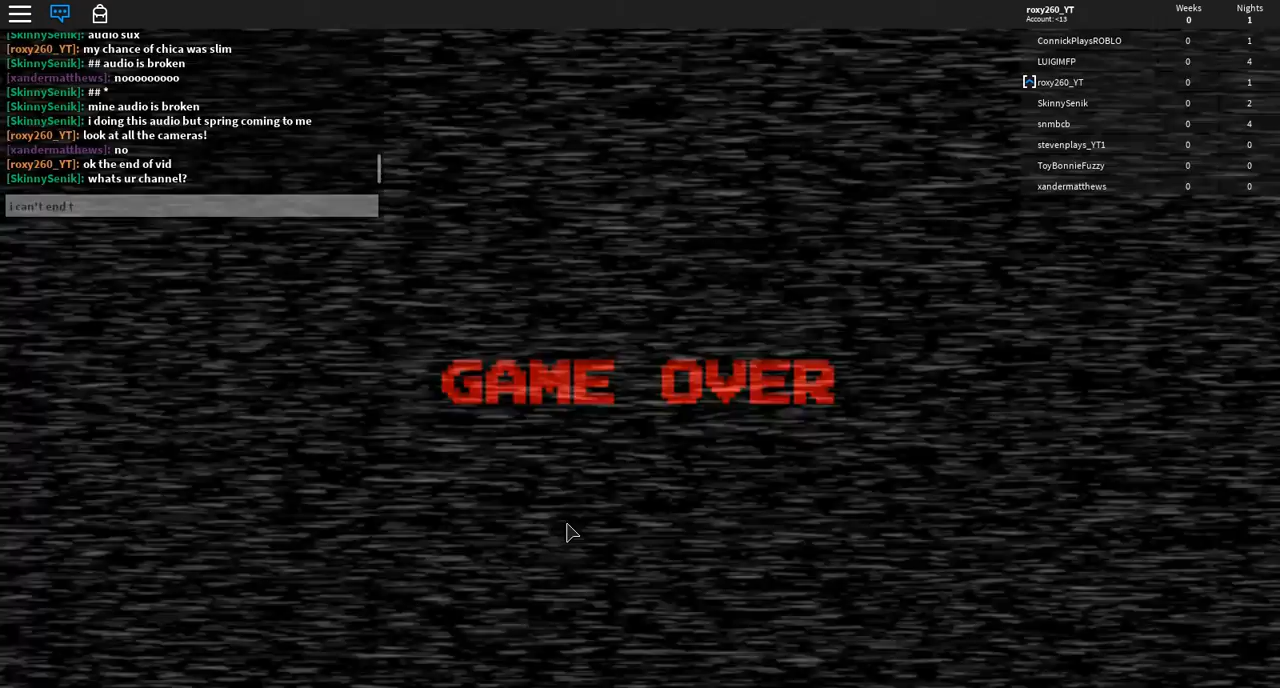 roxy260_YT
Account: <13
Weeks
0
Nights
1
[SkinnySenik]: audio sux
[roxy260_YT]: my chance of chica was slim
[SkinnySenik]: ## audio is broken
[xandermatthews]: nooooooooo
[SkinnySenik]: ## *
[SkinnySenik]: mine audio is broken
[SkinnySenik]: i doing this audio but spring coming to me
[roxy260_YT]: look at all the cameras!
[xandermatthews]: no
[roxy260_YT]: ok the end of vid
[SkinnySenik]: whats ur channel?
i can't end t
ConnickPlaysROBLO 0 1
LUIGIMFP 0 4
roxy260_YT 0 1
SkinnySenik 0 2
snmbcb 0 4
stevenplays_YT1 0 0
ToyBonnieFuzzy 0 0
xandermatthews 0 0
GAME OVER